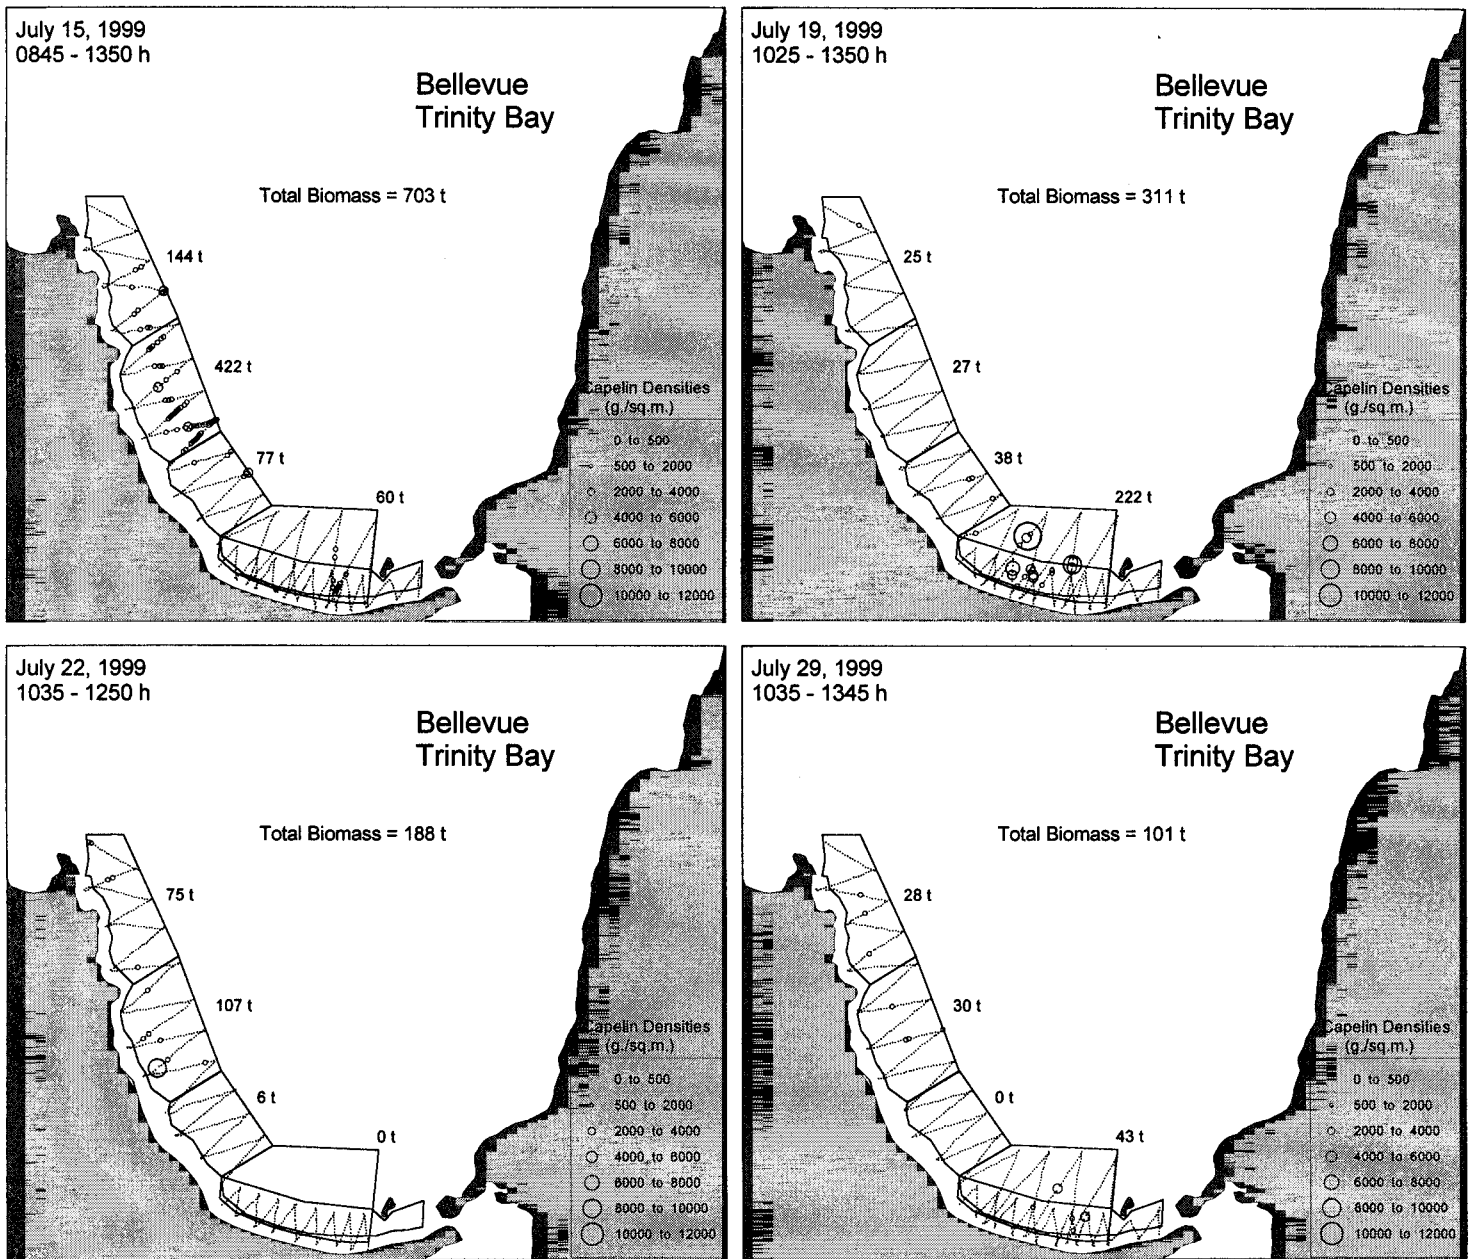 July 15, 1999
0845 - 1350 h
Bellevue
Trinity Bay
Total Biomass = 703 t
144 t
422 t
77 t
60 t
Capelin Densities
(g./sq.m.)
0 to 500
500 to 2000
2000 to 4000
4000 to 6000
6000 to 8000
8000 to 10000
10000 to 12000
July 19, 1999
1025 - 1350 h
Bellevue
Trinity Bay
Total Biomass = 311 t
25 t
27 t
38 t
222 t
Capelin Densities
(g./sq.m.)
0 to 500
500 to 2000
2000 to 4000
4000 to 6000
6000 to 8000
8000 to 10000
10000 to 12000
July 22, 1999
1035 - 1250 h
Bellevue
Trinity Bay
Total Biomass = 188 t
75 t
107 t
6 t
0 t
Capelin Densities
(g./sq.m.)
0 to 500
500 to 2000
2000 to 4000
4000 to 6000
6000 to 8000
8000 to 10000
10000 to 12000
July 29, 1999
1035 - 1345 h
Bellevue
Trinity Bay
Total Biomass = 101 t
28 t
30 t
0 t
43 t
Capelin Densities
(g./sq.m.)
0 to 500
500 to 2000
2000 to 4000
4000 to 6000
6000 to 8000
8000 to 10000
10000 to 12000